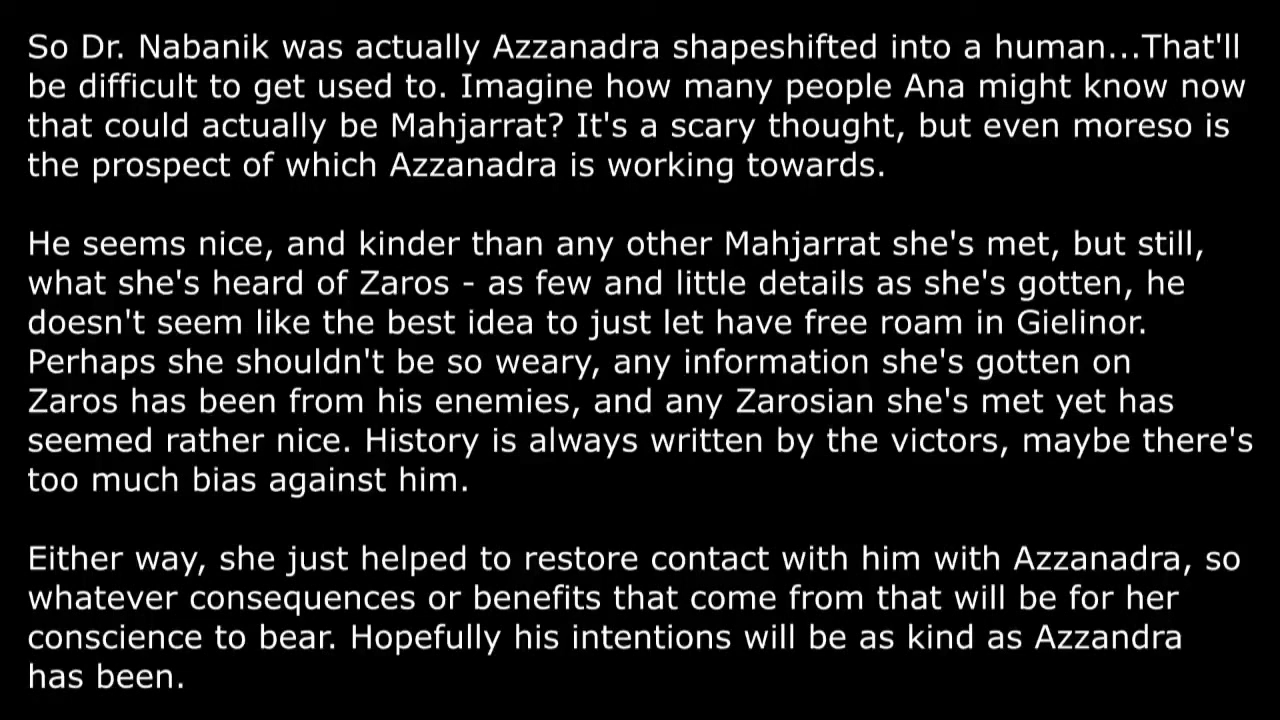 So Dr. Nabanik was actually Azzanadra shapeshifted into a human...That'll
be difficult to get used to. Imagine how many people Ana might know now
that could actually be Mahjarrat? It's a scary thought, but even moreso is
the prospect of which Azzanadra is working towards.
He seems nice, and kinder than any other Mahjarrat she's met, but still,
what she's heard of Zaros - as few and little details as she's gotten, he
doesn't seem like the best idea to just let have free roam in Gielinor.
Perhaps she shouldn't be so weary, any information she's gotten on
Zaros has been from his enemies, and any Zarosian she's met yet has
seemed rather nice. History is always written by the victors, maybe there's
too much bias against him.
Either way, she just helped to restore contact with him with Azzanadra, so
whatever consequences or benefits that come from that will be for her
conscience to bear. Hopefully his intentions will be as kind as Azzandra
has been.